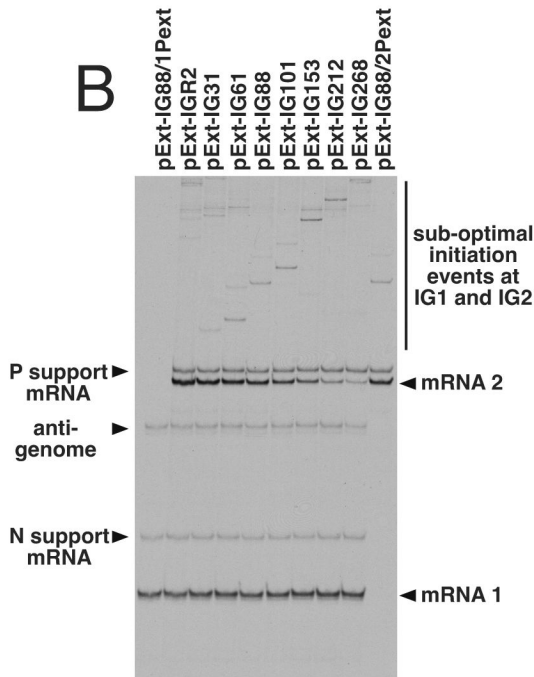 B
pExt-IG88/1Pext
pExt-IGR2
pExt-IG31
pExt-IG61
pExt-IG88
pExt-IG101
pExt-IG153
pExt-IG212
pExt-IG268
pExt-IG88/2Pext
sub-optimal
initiation
events at
IG1 and IG2
P support
mRNA
mRNA 2
anti-
genome
N support
mRNA
mRNA 1